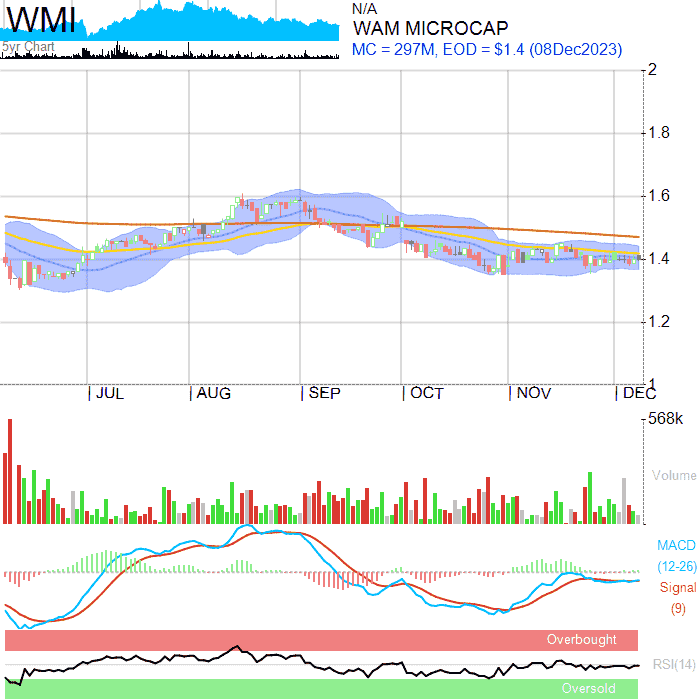 WMI
5yr Chart
N/A
WAM MICROCAP
MC = 297M, EOD = $1.4 (08Dec2023)
2
1.8
1.6
1.4
1.2
1
JUL AUG SEP OCT NOV DEC
568k
Volume
MACD
(12-26)
Signal
(9)
Overbought
RSI(14)
Oversold